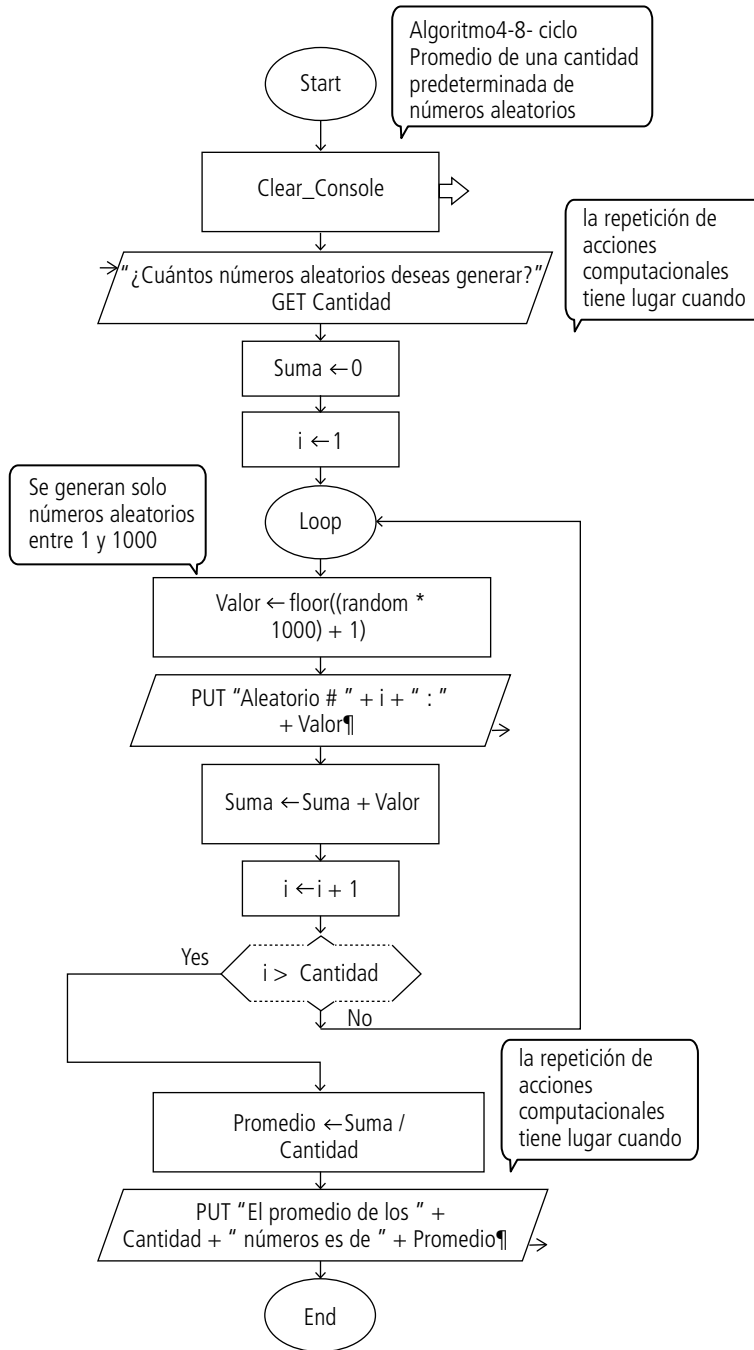 Algoritmo4-8- ciclo
Promedio de una cantidad
predeterminada de
números aleatorios
Start
Clear_Console
la repetición de
acciones
computacionales
tiene lugar cuando
“¿Cuántos números aleatorios deseas generar?”
GET Cantidad
Suma ←0
i ←1
Se generan solo
números aleatorios
entre 1 y 1000
Loop
Valor ←floor((random *
1000) + 1)
PUT “Aleatorio # ” + i + “ : ”
+ Valor¶
Suma ←Suma + Valor
i ←i + 1
Yes
i > Cantidad
No
la repetición de
acciones
computacionales
tiene lugar cuando
Promedio ←Suma /
Cantidad
PUT “El promedio de los ” +
Cantidad + “ números es de ” + Promedio¶
End